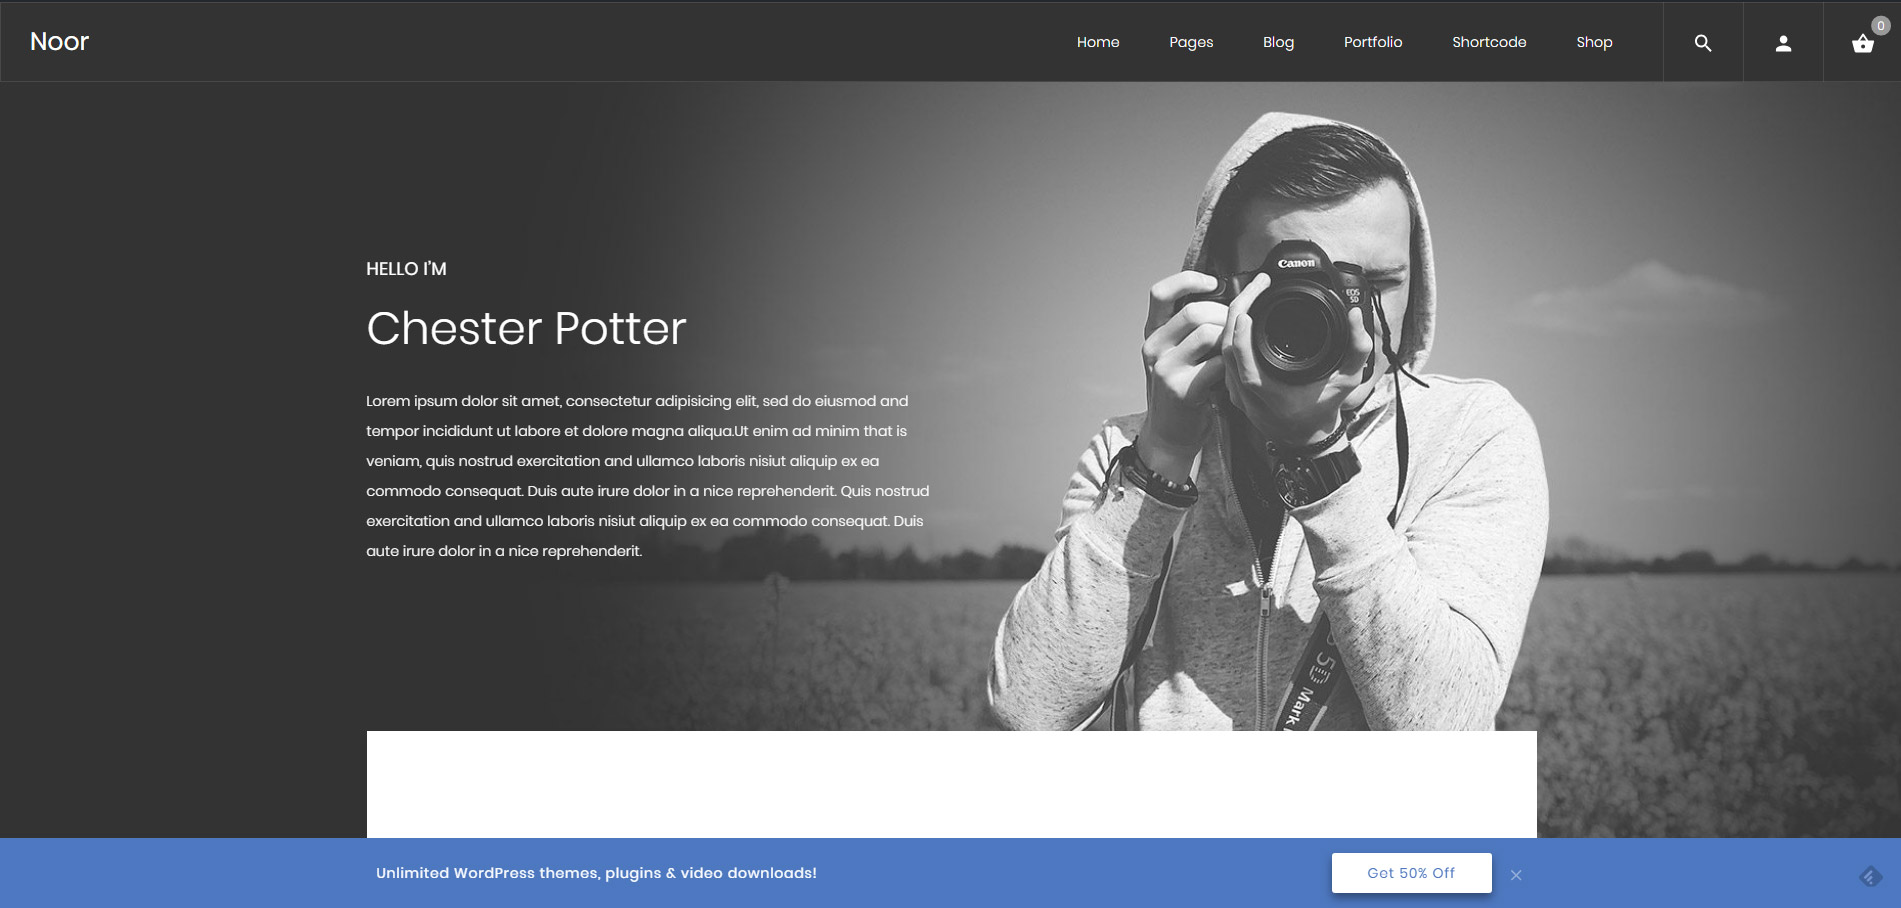 Noor
Home
Pages
Blog
Portfolio
Shortcode
Shop
0
HELLO I'M
Chester Potter
Lorem ipsum dolor sit amet, consectetur adipisicing elit, sed do eiusmod and
tempor incididunt ut labore et dolore magna aliqua.Ut enim ad minim that is
veniam, quis nostrud exercitation and ullamco laboris nisiut aliquip ex ea
commodo consequat. Duis aute irure dolor in a nice reprehenderit. Quis nostrud
exercitation and ullamco laboris nisiut aliquip ex ea commodo consequat. Duis
aute irure dolor in a nice reprehenderit.
Canon
EOS
5D
5D
Mark
Unlimited WordPress themes, plugins & video downloads!
Get 50% Off